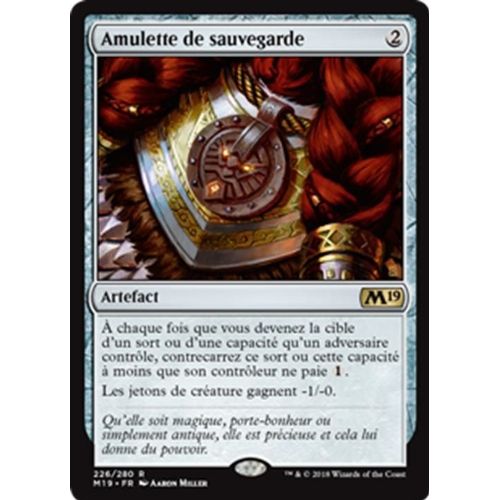 Amulette de sauvegarde 2
Artefact M19
À chaque fois que vous devenez la cible
d'un sort ou d'une capacité qu'un adversaire
contrôle, contrecarrez ce sort ou cette capacité
à moins que son contrôleur ne paie 1.
Les jetons de créature gagnent -1/-0.
Qu'elle soit magique, porte-bonheur ou
simplement antique, elle est précieuse et cela lui
donne du pouvoir.
226/280 R
M19 • FR Aaron Miller ™ & © 2018 Wizards of the Coast